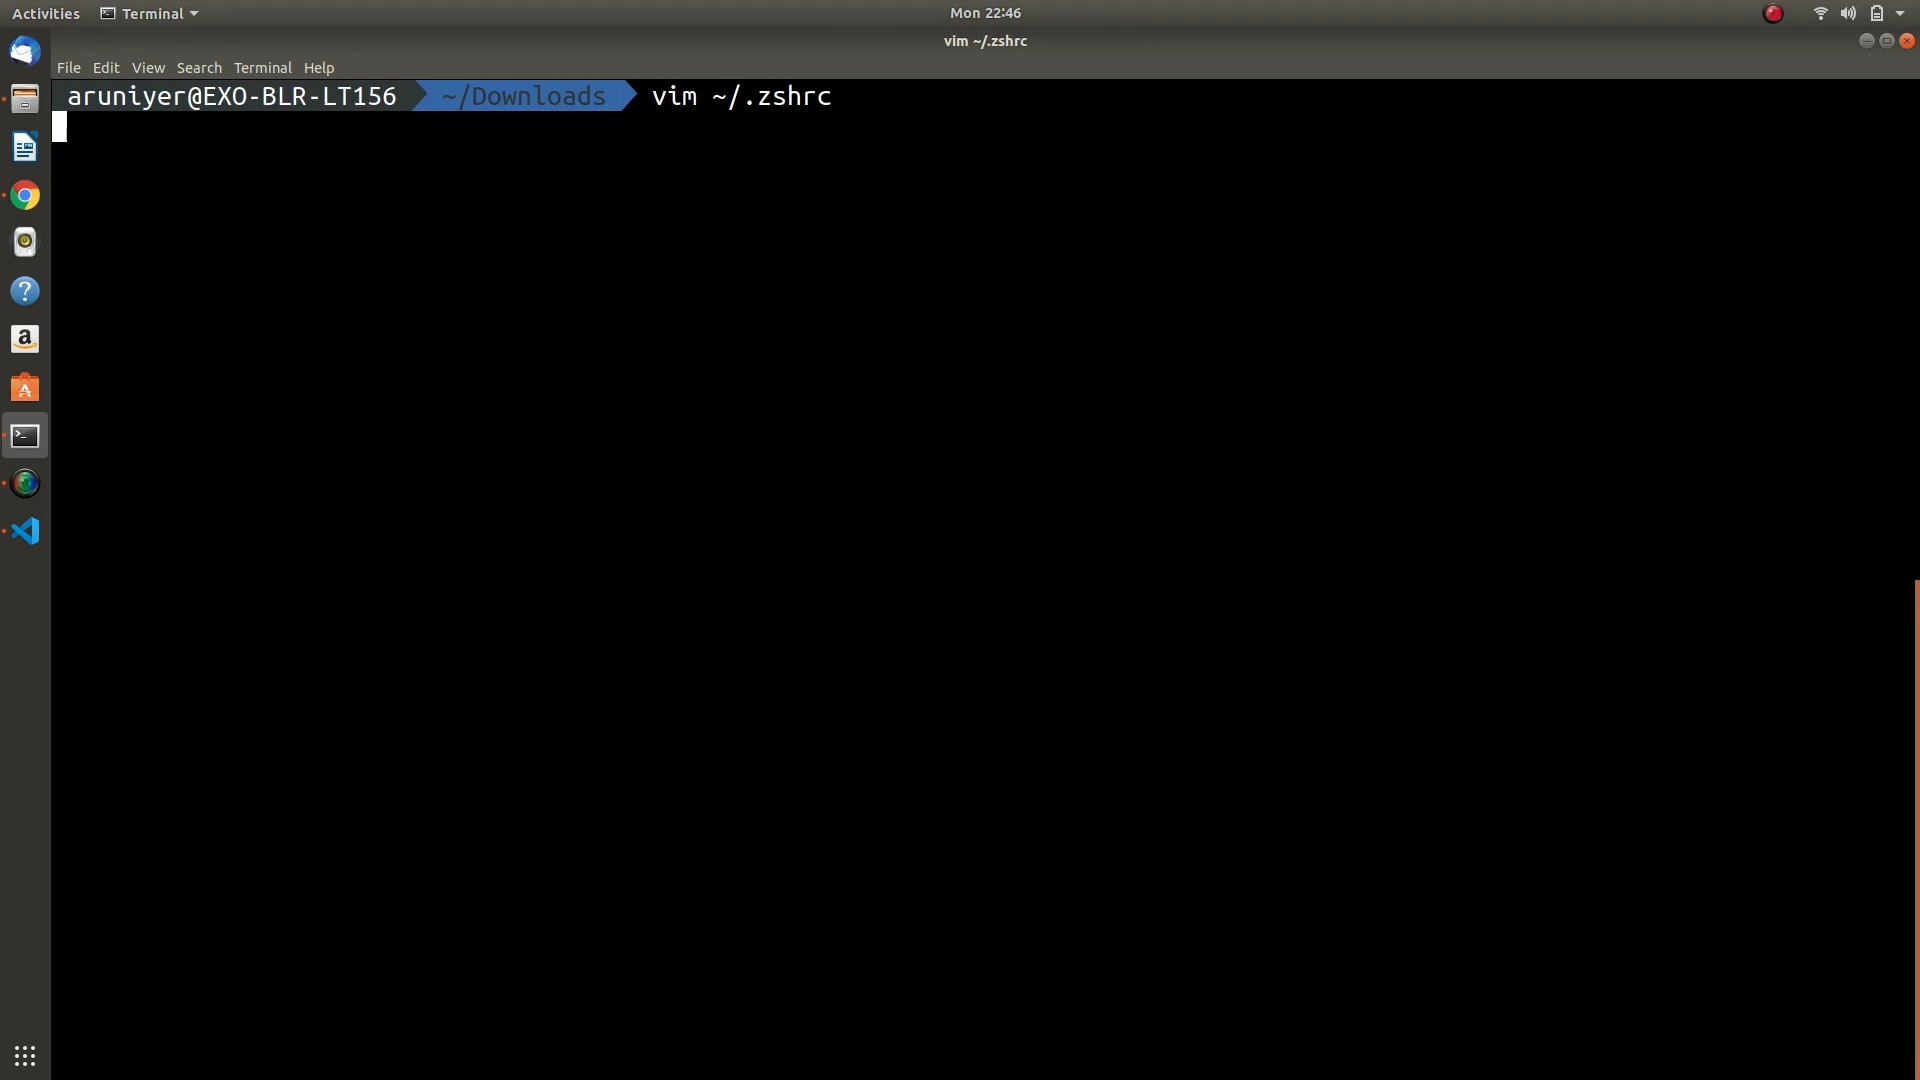 Activities Terminal Mon 22:46
vim ~/.zshrc
File Edit View Search Terminal Help
aruniyer@EXO-BLR-LT156 ~/Downloads vim ~/.zshrc